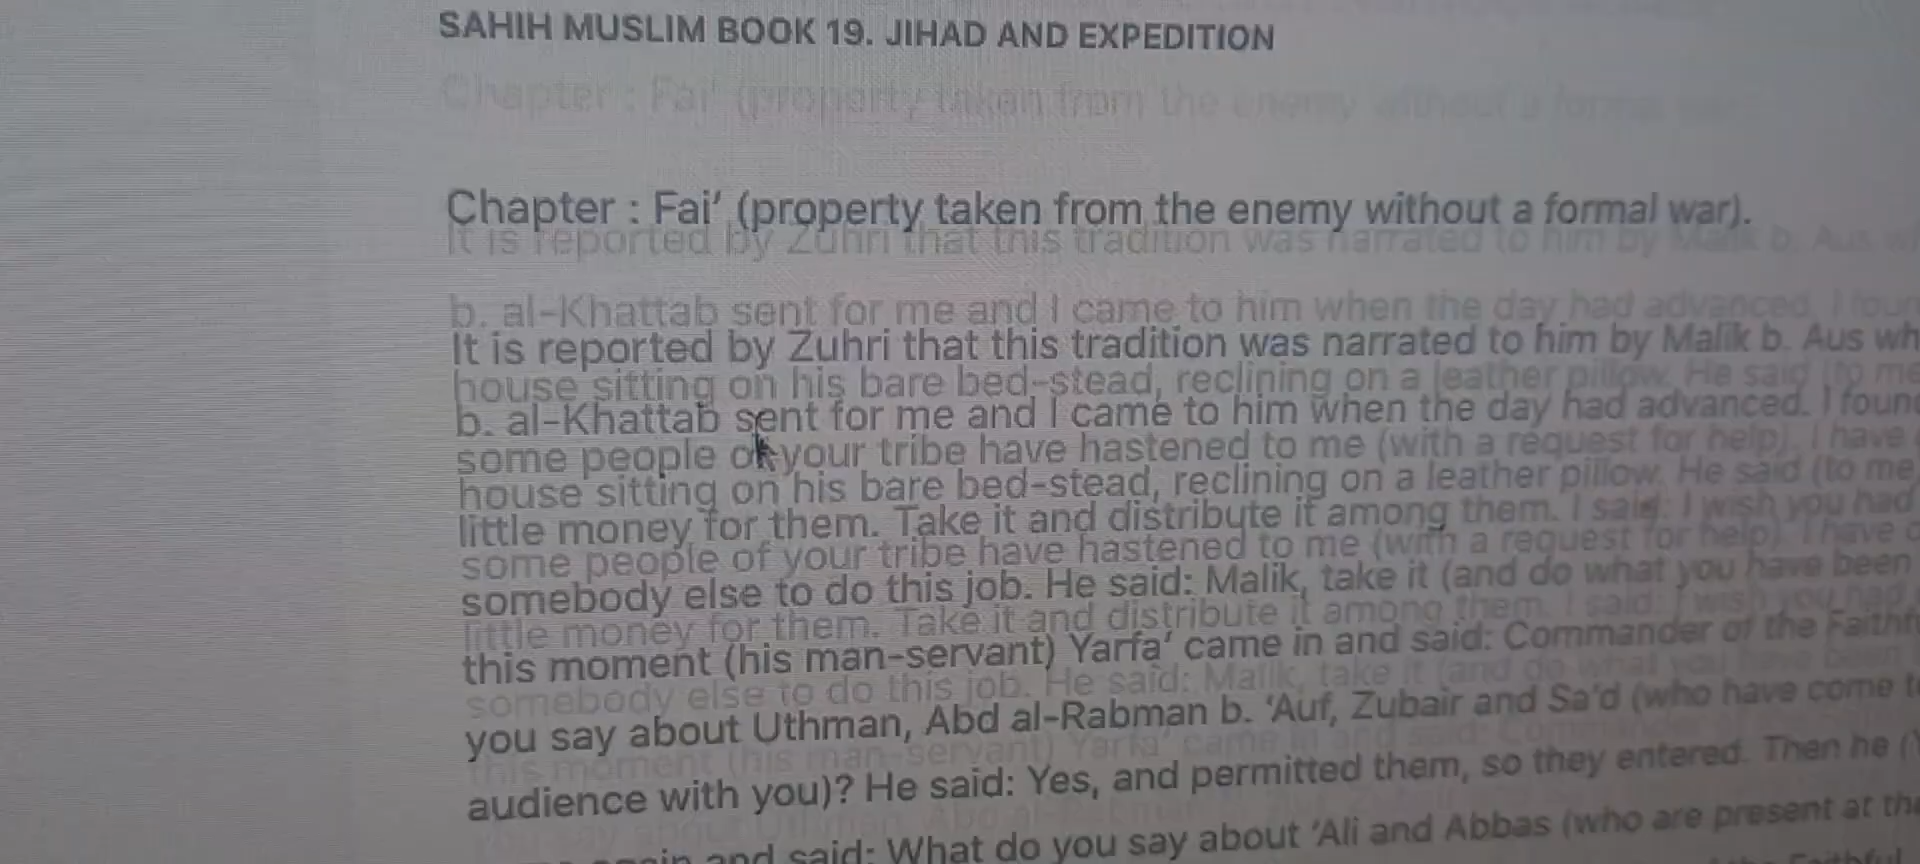 SAHIH MUSLIM BOOK 19. JIHAD AND EXPEDITION
Chapter : Fai' (property taken from the enemy without a formal war).
It is reported by Zuhri that this tradition was narrated to him by Malik b. Aus wh
b. al-Khattab sent for me and I came to him when the day had advanced. I foun
house sitting on his bare bed-stead, reclining on a leather pillow. He said (to me
some people of your tribe have hastened to me (with a request for help). I have
little money for them. Take it and distribute it among them. I said: I wish you had
somebody else to do this job. He said: Malik, take it (and do what you have been
this moment (his man-servant) Yarfa' came in and said: Commander of the Faithf
you say about Uthman, Abd al-Rabman b. 'Auf, Zubair and Sa'd (who have come t
audience with you)? He said: Yes, and permitted them, so they entered. Then he (Y
again and said: What do you say about 'Ali and Abbas (who are present at the